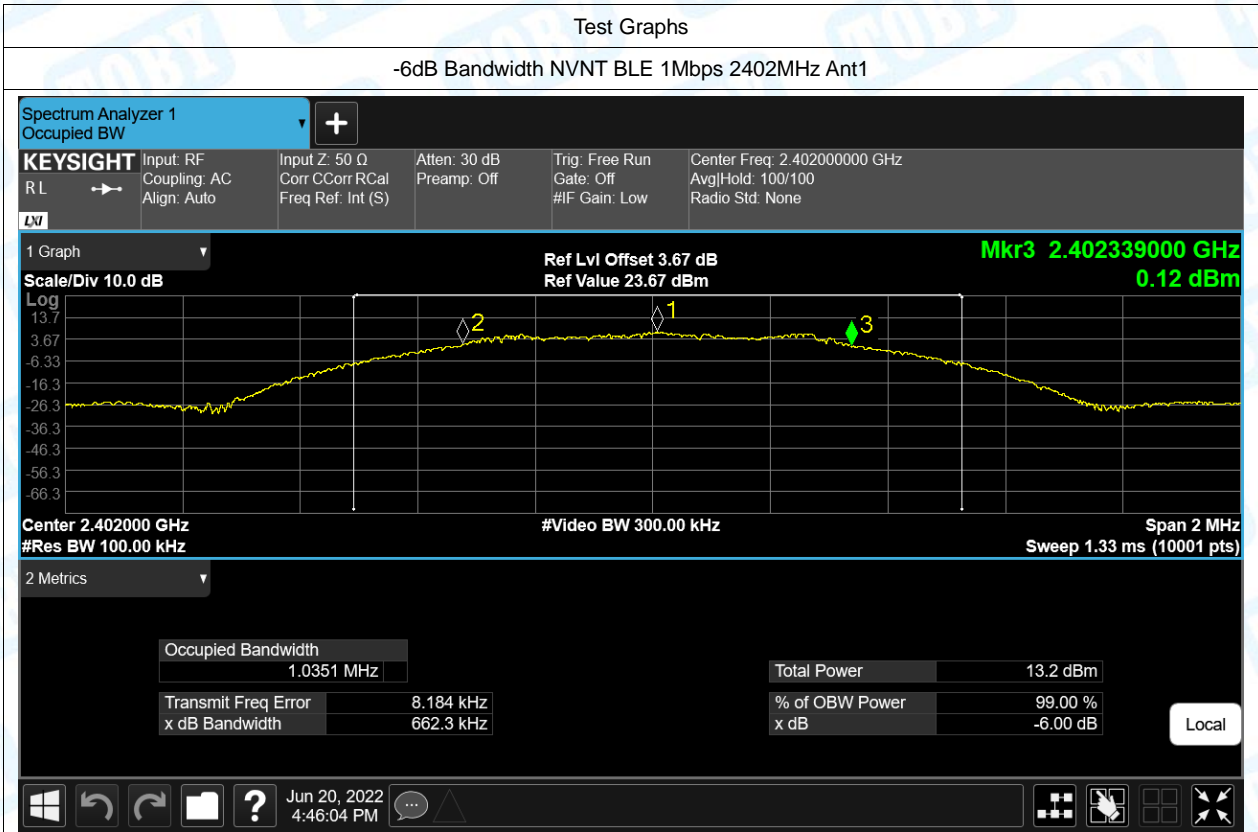 Test Graphs
-6dB Bandwidth NVNT BLE 1Mbps 2402MHz Ant1
Spectrum Analyzer 1
Occupied BW
KEYSIGHT
R L
LXI
Input: RF
Coupling: AC
Align: Auto
Input Z: 50 Ω
Corr CCorr RCal
Freq Ref: Int (S)
Atten: 30 dB
Preamp: Off
Trig: Free Run
Gate: Off
#IF Gain: Low
Center Freq: 2.402000000 GHz
Avg|Hold: 100/100
Radio Std: None
1 Graph
Scale/Div 10.0 dB
Ref Lvl Offset 3.67 dB
Ref Value 23.67 dBm
Mkr3 2.402339000 GHz
0.12 dBm
Log
13.7
3.67
-6.33
-16.3
-26.3
-36.3
-46.3
-56.3
-66.3
2
1
3
Center 2.402000 GHz
#Res BW 100.00 kHz
#Video BW 300.00 kHz
Span 2 MHz
Sweep 1.33 ms (10001 pts)
2 Metrics
Occupied Bandwidth
1.0351 MHz
Transmit Freq Error 8.184 kHz
x dB Bandwidth 662.3 kHz
Total Power 13.2 dBm
% of OBW Power 99.00 %
x dB -6.00 dB
Local
?
Jun 20, 2022
4:46:04 PM
TOBY